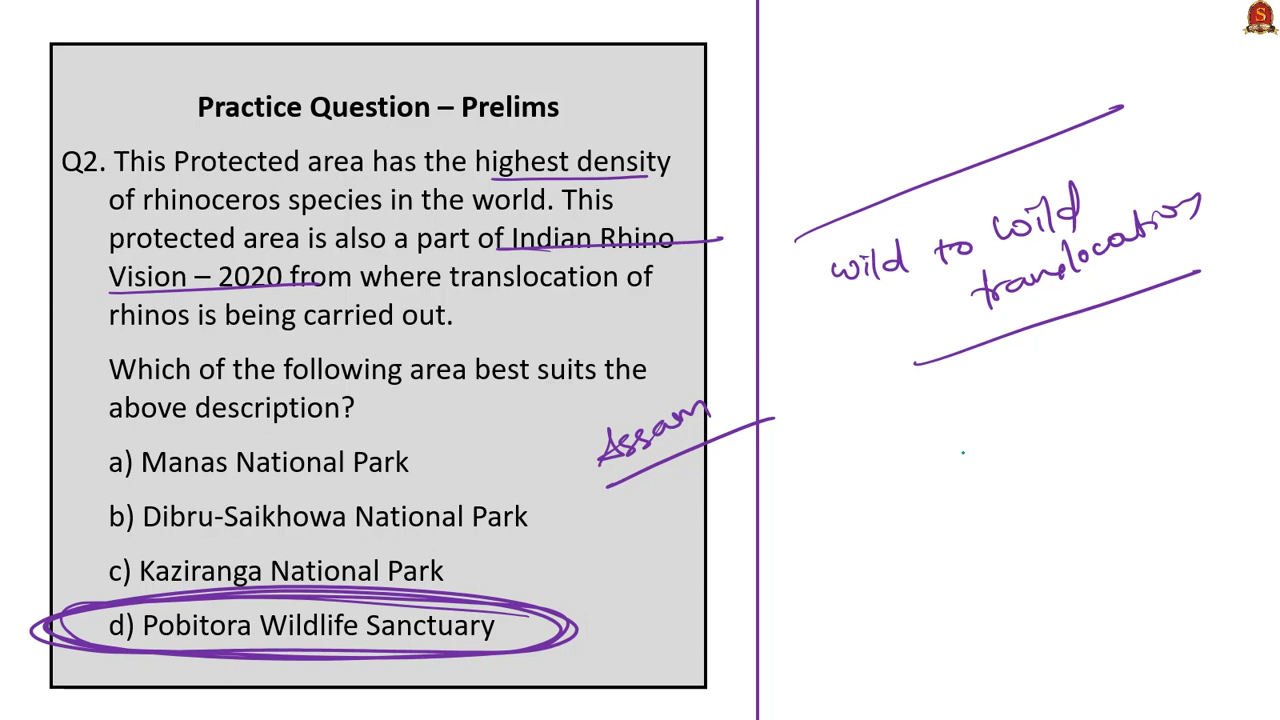 Practice Question – Prelims
Q2. This Protected area has the highest density
of rhinoceros species in the world. This
protected area is also a part of Indian Rhino
Vision – 2020 from where translocation of
rhinos is being carried out.
Which of the following area best suits the
above description?
a) Manas National Park
b) Dibru-Saikhowa National Park
c) Kaziranga National Park
d) Pobitora Wildlife Sanctuary
Assam
wild to wild
translocation
S